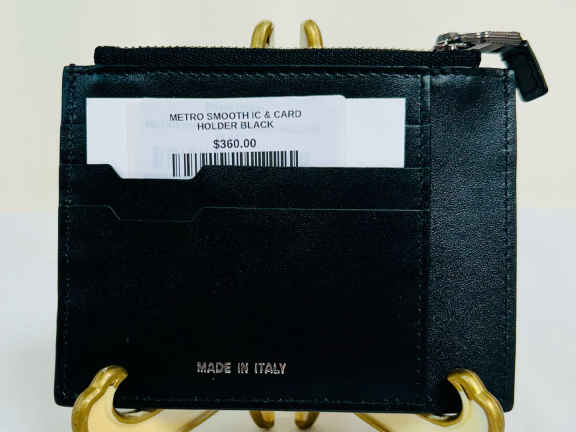 METRO SMOOTH IC & CARD
HOLDER BLACK
$360.00
MADE IN ITALY